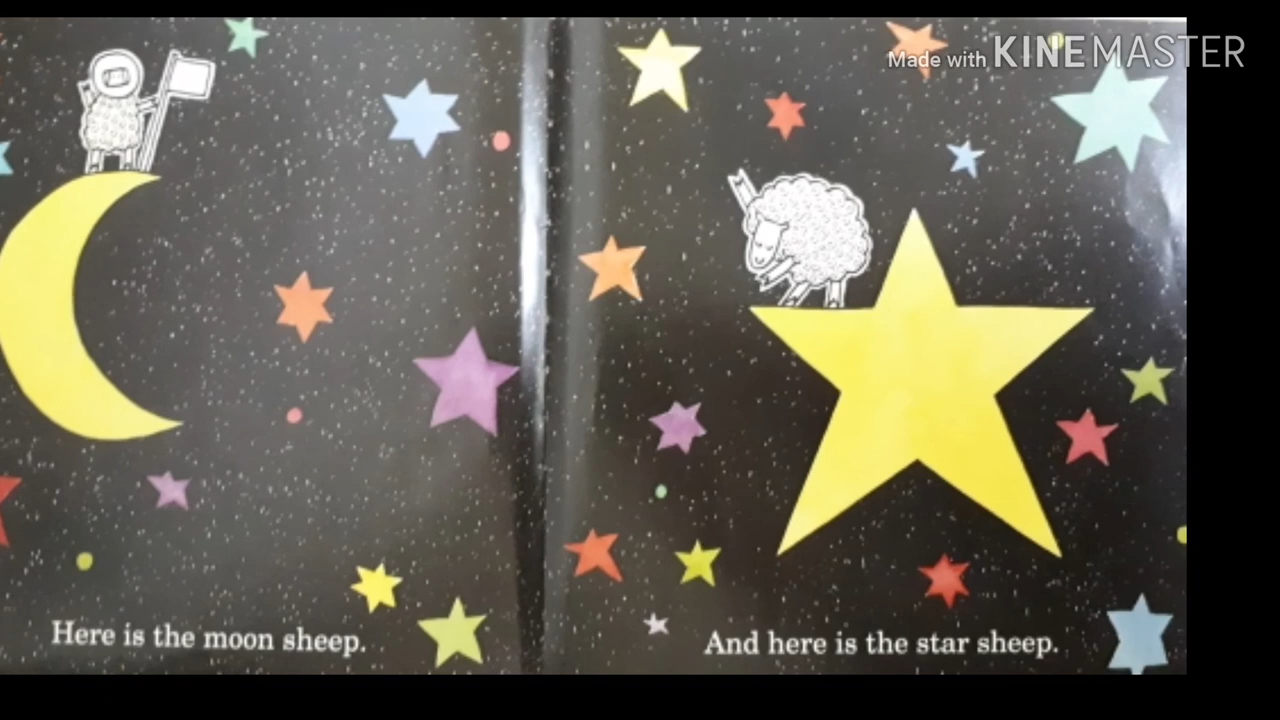 Made with KINEMASTER
Here is the moon sheep.
And here is the star sheep.